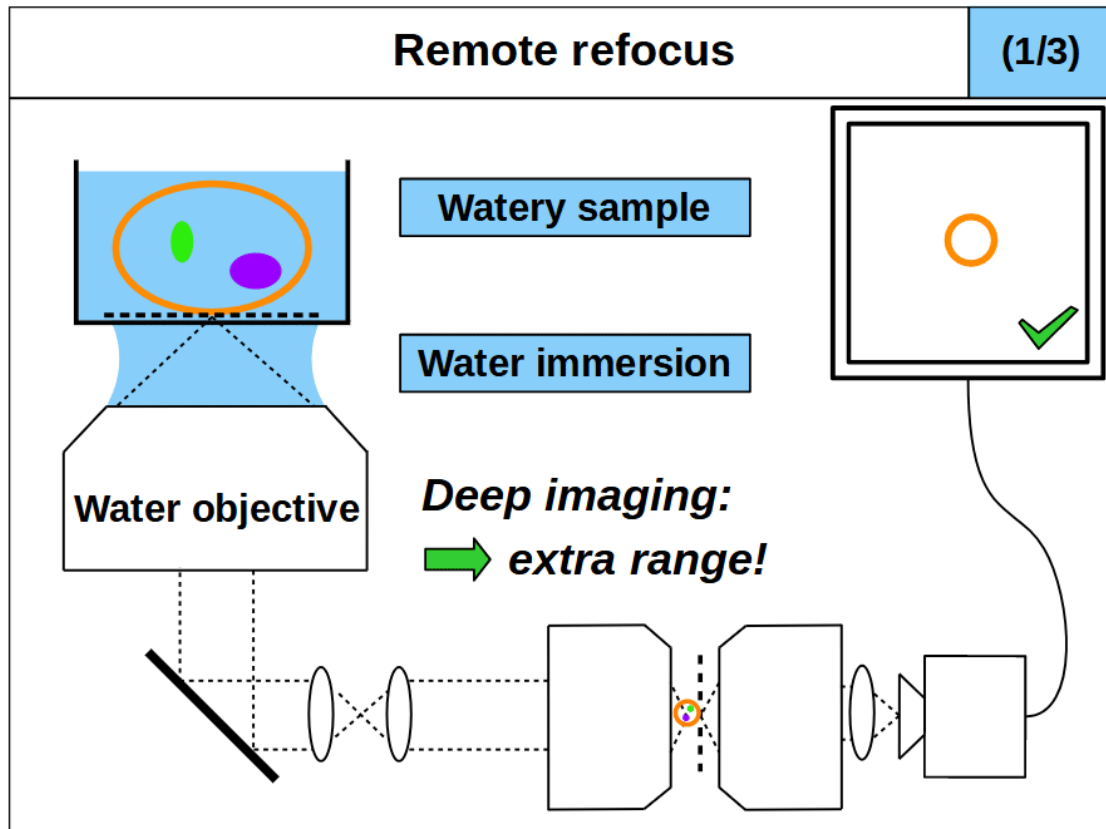 Remote refocus
(1/3)
Watery sample
Water immersion
Water objective
Deep imaging:
extra range!